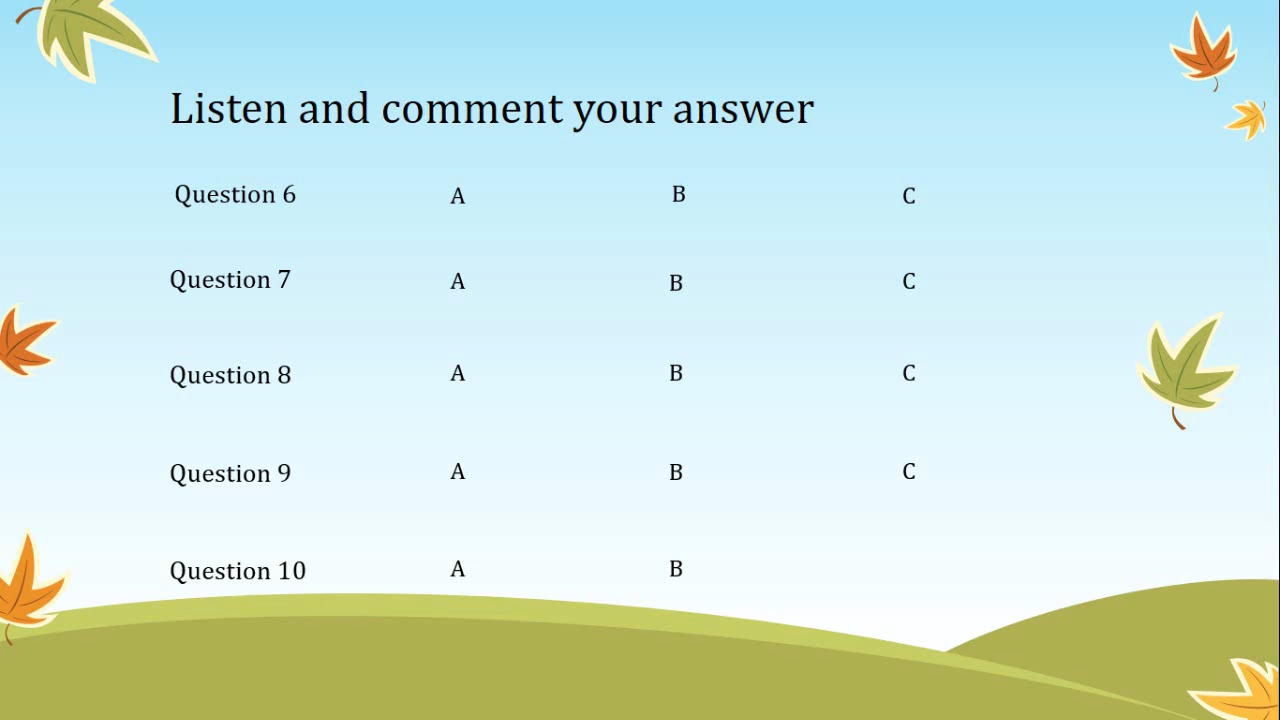 Listen and comment your answer
Question 6 A B C
Question 7 A B C
Question 8 A B C
Question 9 A B C
Question 10 A B